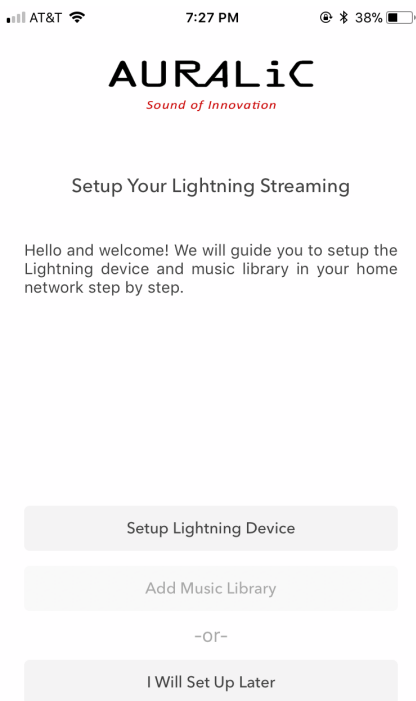 AT&T 7:27 PM 38%
AURALiC
Sound of Innovation
Setup Your Lightning Streaming
Hello and welcome! We will guide you to setup the
Lightning device and music library in your home
network step by step.
Setup Lightning Device
Add Music Library
-or-
I Will Set Up Later